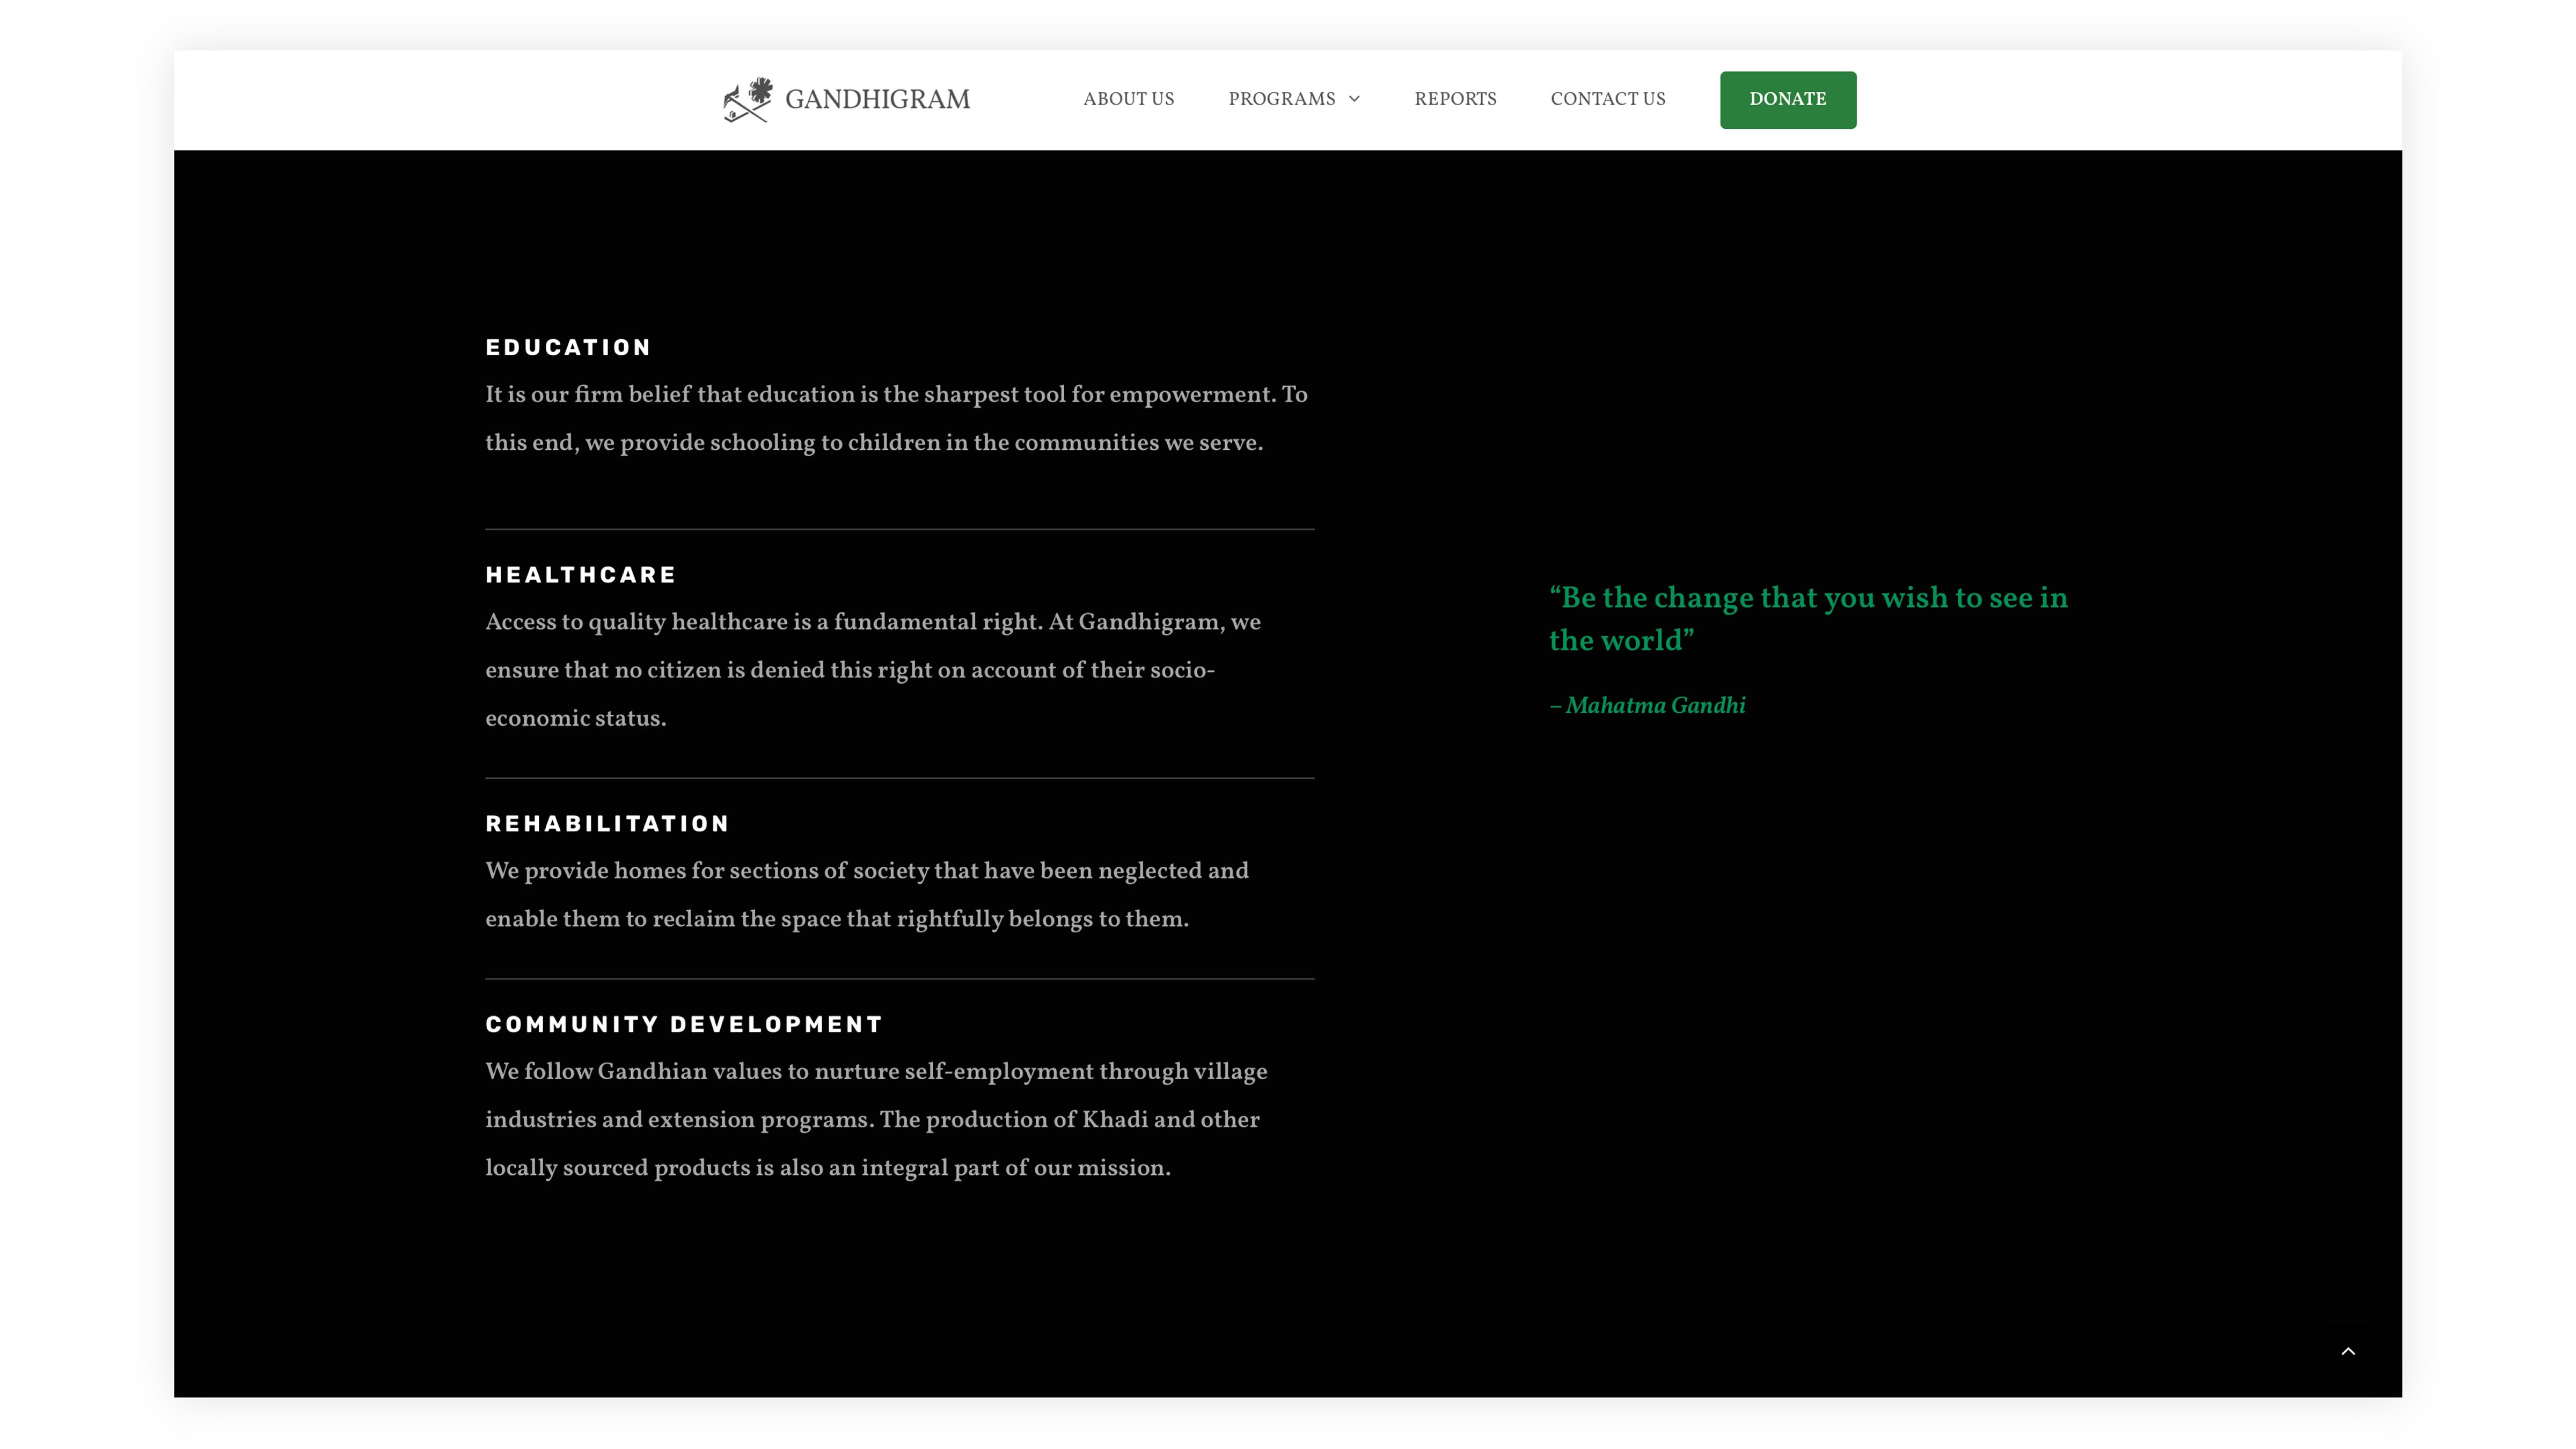 GANDHIGRAM
ABOUT US
PROGRAMS
REPORTS
CONTACT US
DONATE
EDUCATION
It is our firm belief that education is the sharpest tool for empowerment. To
this end, we provide schooling to children in the communities we serve.
HEALTHCARE
Access to quality healthcare is a fundamental right. At Gandhigram, we
ensure that no citizen is denied this right on account of their socio-
economic status.
REHABILITATION
We provide homes for sections of society that have been neglected and
enable them to reclaim the space that rightfully belongs to them.
COMMUNITY DEVELOPMENT
We follow Gandhian values to nurture self-employment through village
industries and extension programs. The production of Khadi and other
locally sourced products is also an integral part of our mission.
“Be the change that you wish to see in
the world”
– Mahatma Gandhi